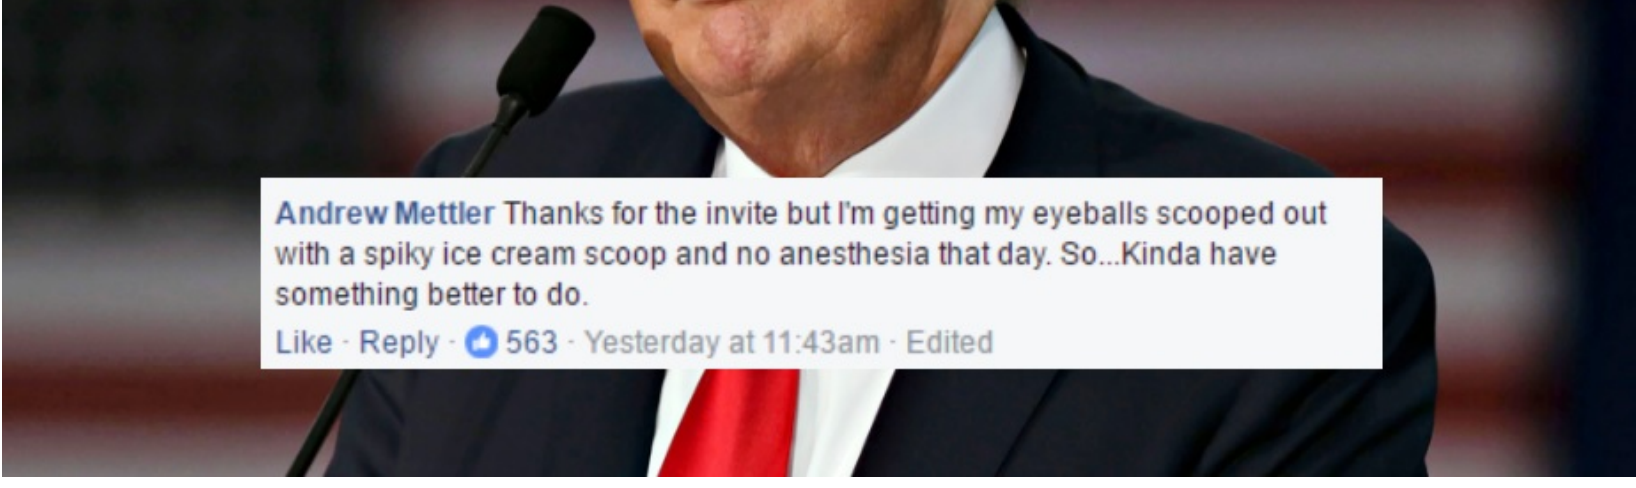 Andrew Mettler Thanks for the invite but I'm getting my eyeballs scooped out
with a spiky ice cream scoop and no anesthesia that day. So...Kinda have
something better to do.
Like · Reply · 563 · Yesterday at 11:43am · Edited